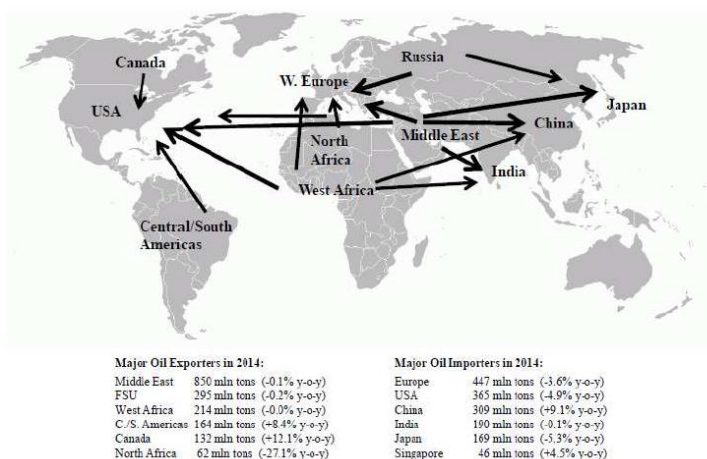 Canada
Russia
W. Europe
USA
Japan
North
Africa
Middle East
China
India
West Africa
Central/South
Americas
Major Oil Exporters in 2014:
Middle East 850 mln tons (-0.1% y-o-y)
FSU 295 mln tons (-0.2% y-o-y)
West Africa 214 mln tons (-0.0% y-o-y)
C./S. Americas 164 mln tons (+8.4% y-o-y)
Canada 132 mln tons (+12.1% y-o-y)
North Africa 62 mln tons (-27.1% y-o-y)
Major Oil Importers in 2014:
Europe 447 mln tons (-3.6% y-o-y)
USA 365 mln tons (-4.9% y-o-y)
China 309 mln tons (+9.1% y-o-y)
India 190 mln tons (-0.1% y-o-y)
Japan 169 mln tons (-5.3% y-o-y)
Singapore 46 mln tons (+4.5% y-o-y)